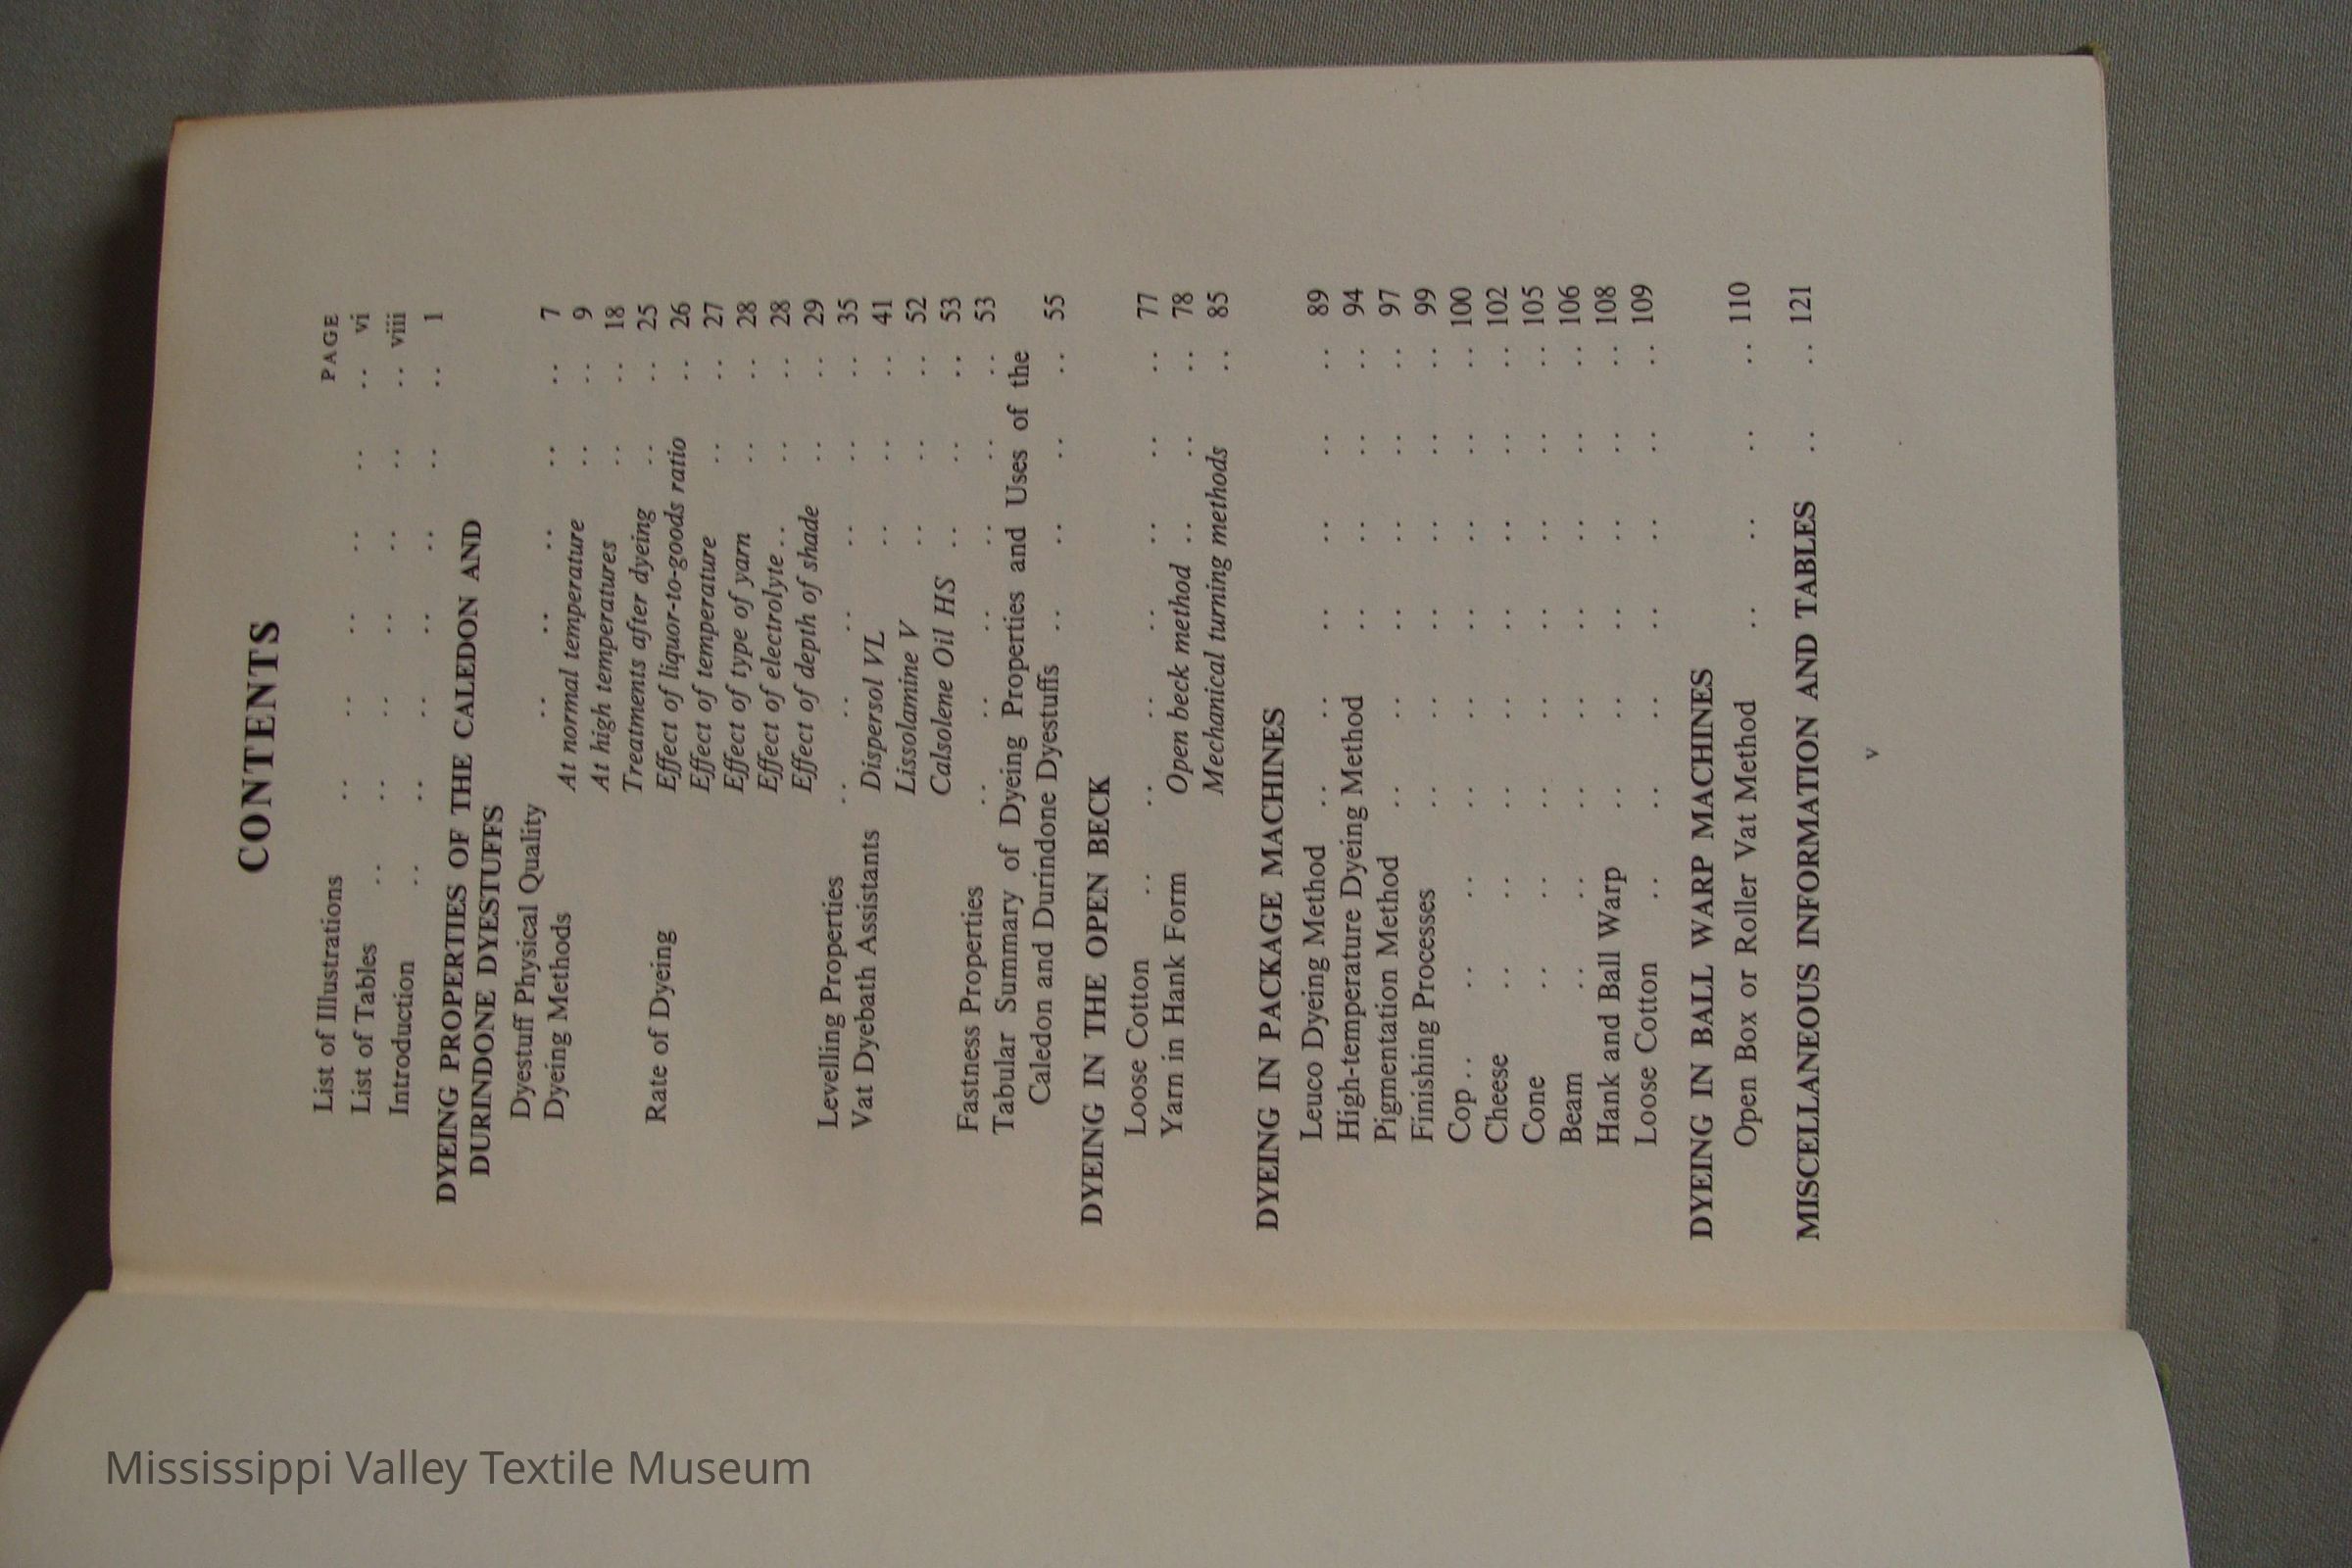 CONTENTS
PAGE
List of Illustrations .. .. .. .. .. .. vi
List of Tables .. .. .. .. .. .. .. viii
Introduction .. .. .. .. .. .. .. 1
DYEING PROPERTIES OF THE CALEDON AND
DURINDONE DYESTUFFS
Dyestuff Physical Quality .. .. .. .. .. 7
Dyeing Methods At normal temperature .. .. 9
At high temperatures .. .. 18
Treatments after dyeing .. .. 25
Rate of Dyeing Effect of liquor-to-goods ratio .. 26
Effect of temperature .. .. 27
Effect of type of yarn .. .. 28
Effect of electrolyte .. .. .. 28
Effect of depth of shade .. .. 29
Levelling Properties .. .. .. .. .. .. 35
Vat Dyebath Assistants Dispersol VL .. .. .. 41
Lissolamine V .. .. .. 52
Calsolene Oil HS .. .. .. 53
Fastness Properties .. .. .. .. .. .. 53
Tabular Summary of Dyeing Properties and Uses of the
Caledon and Durindone Dyestuffs .. .. .. .. 55
DYEING IN THE OPEN BECK
Loose Cotton .. .. .. .. .. .. .. 77
Yarn in Hank Form Open beck method .. .. .. 78
Mechanical turning methods .. 85
DYEING IN PACKAGE MACHINES
Leuco Dyeing Method .. .. .. .. .. .. 89
High-temperature Dyeing Method .. .. .. .. 94
Pigmentation Method .. .. .. .. .. .. 97
Finishing Processes .. .. .. .. .. .. 99
Cop .. .. .. .. .. .. .. .. .. 100
Cheese .. .. .. .. .. .. .. .. 102
Cone .. .. .. .. .. .. .. .. 105
Beam .. .. .. .. .. .. .. .. 106
Hank and Ball Warp .. .. .. .. .. .. 108
Loose Cotton .. .. .. .. .. .. .. 109
DYEING IN BALL WARP MACHINES
Open Box or Roller Vat Method .. .. .. .. 110
MISCELLANEOUS INFORMATION AND TABLES .. .. 121
v
Mississippi Valley Textile Museum